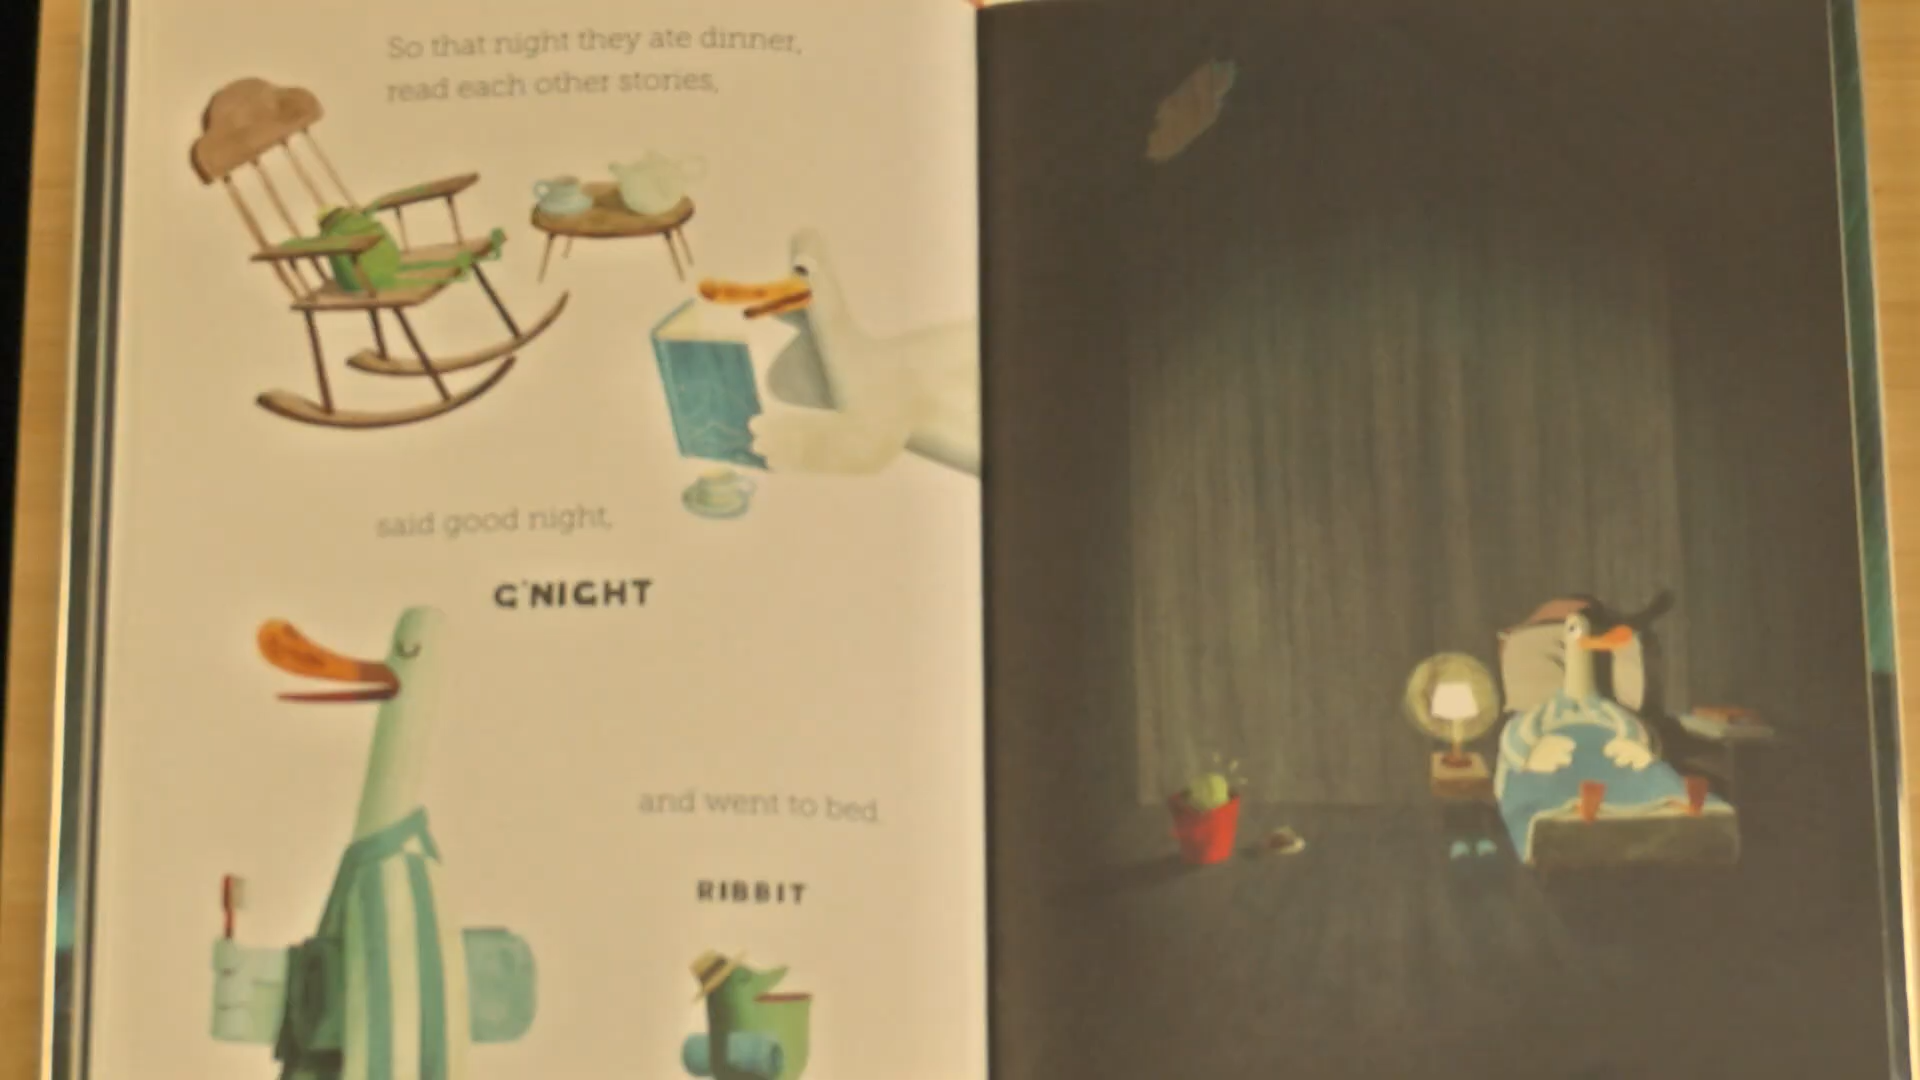 So that night they ate dinner,
read each other stories,
said good night,
G'NIGHT
and went to bed.
RIBBIT